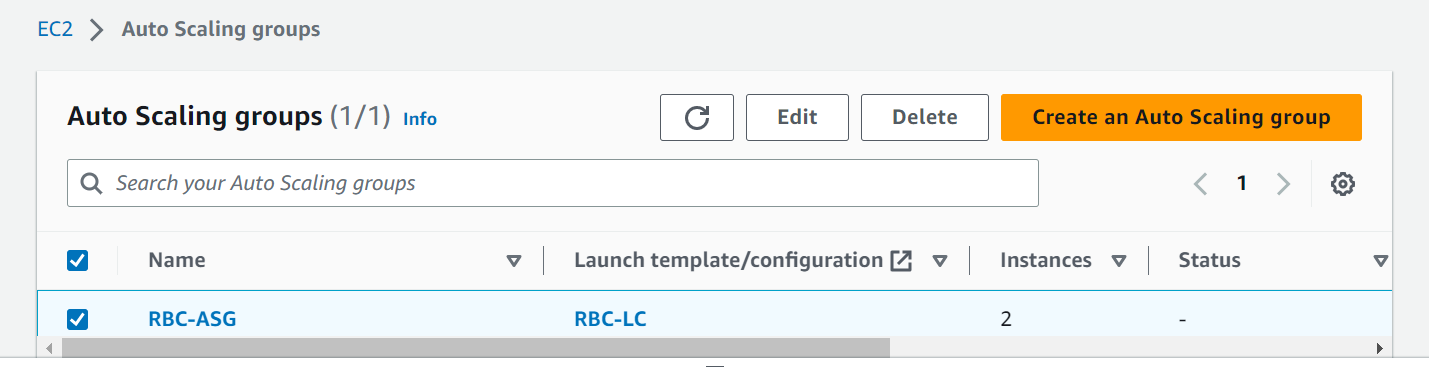 EC2 Auto Scaling groups
Auto Scaling groups (1/1) Info Edit Delete Create an Auto Scaling group
Search your Auto Scaling groups 1
Name Launch template/configuration Instances Status
RBC-ASG RBC-LC 2 -